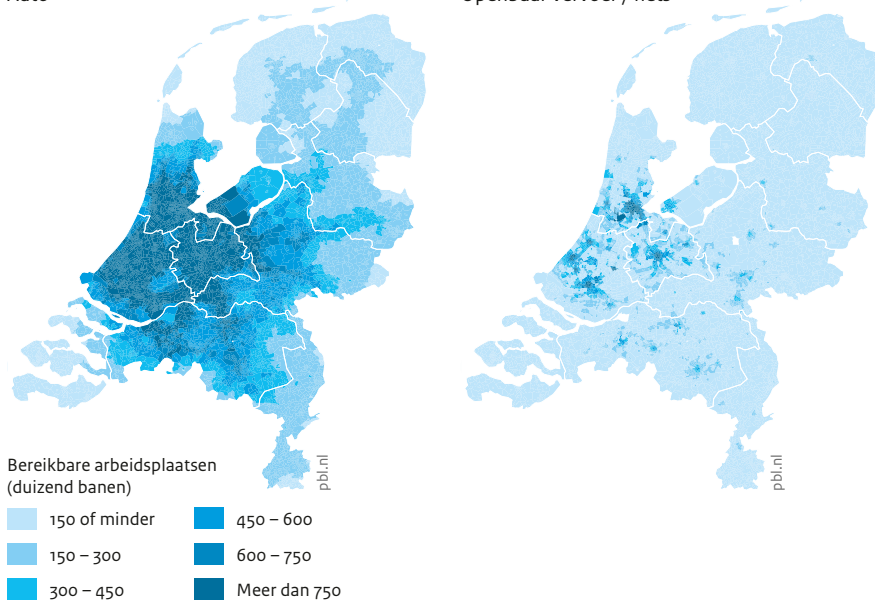 Bereikbare arbeidsplaatsen
(duizend banen)
150 of minder
150 – 300
300 – 450
450 – 600
600 – 750
Meer dan 750
pbl.nl
pbl.nl